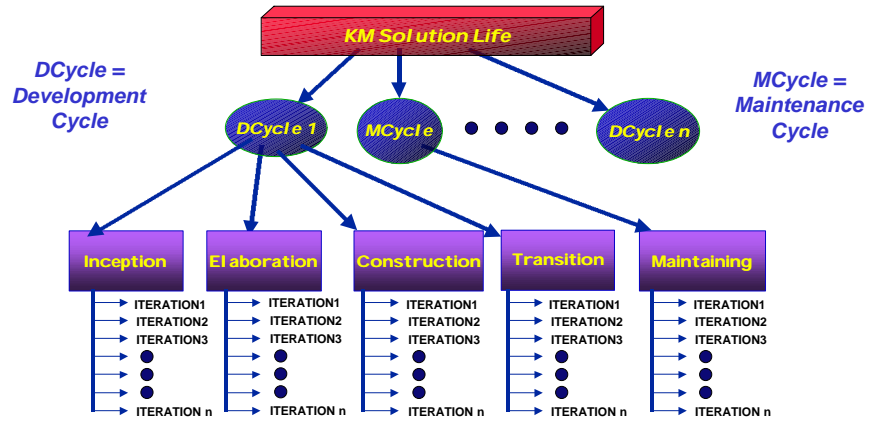 KM Solution Life
DCycle =
Development
Cycle
MCycle =
Maintenance
Cycle
DCycle 1
MCycle
DCycle n
Inception
Elaboration
Construction
Transition
Maintaining
ITERATION1
ITERATION2
ITERATION3
ITERATION n
ITERATION1
ITERATION2
ITERATION3
ITERATION n
ITERATION1
ITERATION2
ITERATION3
ITERATION n
ITERATION1
ITERATION2
ITERATION3
ITERATION n
ITERATION1
ITERATION2
ITERATION3
ITERATION n